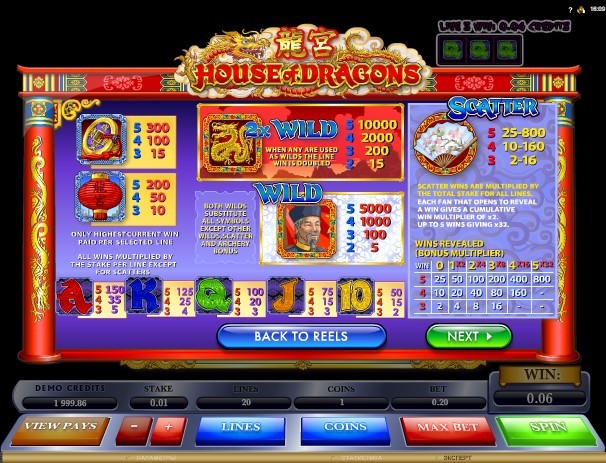 ? 16:09
LINE 3 WIN 0.06 CREDITS
龍宮
HOUSE of DRAGONS
5 300
4 100
3 15
5 200
4 50
3 10
ONLY HIGHEST CURRENT WIN
PAID PER SELECTED LINE
ALL WINS MULTIPLIED BY
THE STAKE PER LINE EXCEPT
FOR SCATTERS
2x WILD
WHEN ANY ARE USED
AS WILDS THE LINE
WIN IS DOUBLED
5 10000
4 2000
3 200
2 15
WILD
BOTH WILDS
SUBSTITUTE
ALL SYMBOLS
EXCEPT OTHER
WILDS, SCATTER
AND ARCHERY
BONUS
5 5000
4 1000
3 100
2 5
SCATTER
5 25-800
4 10-160
3 2-16
SCATTER WINS ARE MULTIPLIED BY
THE TOTAL STAKE FOR ALL LINES.
EACH FAN THAT OPENS TO REVEAL
A WIN GIVES A CUMULATIVE
WIN MULTIPLIER OF x2.
UP TO 5 WINS GIVING x32.
WINS REVEALED
(BONUS MULTIPLIER)
WIN 0 1X2 2X4 3X8 4X16 5X32
5 25 50 100 200 400 800
4 10 20 40 80 160 -
3 2 4 8 16 - -
A 5 150 4 35 3 5
K 5 125 4 25 3 4
Q 5 100 4 20 3 3
J 5 75 4 15 3 3
10 5 50 4 15 3 2
BACK TO REELS
NEXT
DEMO CREDITS STAKE LINES COINS BET WIN:
1 999.86 0.01 20 1 0.20 0.06
VIEW PAYS - + LINES COINS MAX BET SPIN
ПАРАМЕТРЫ СТАТИСТИКА ЭКСПЕРТ